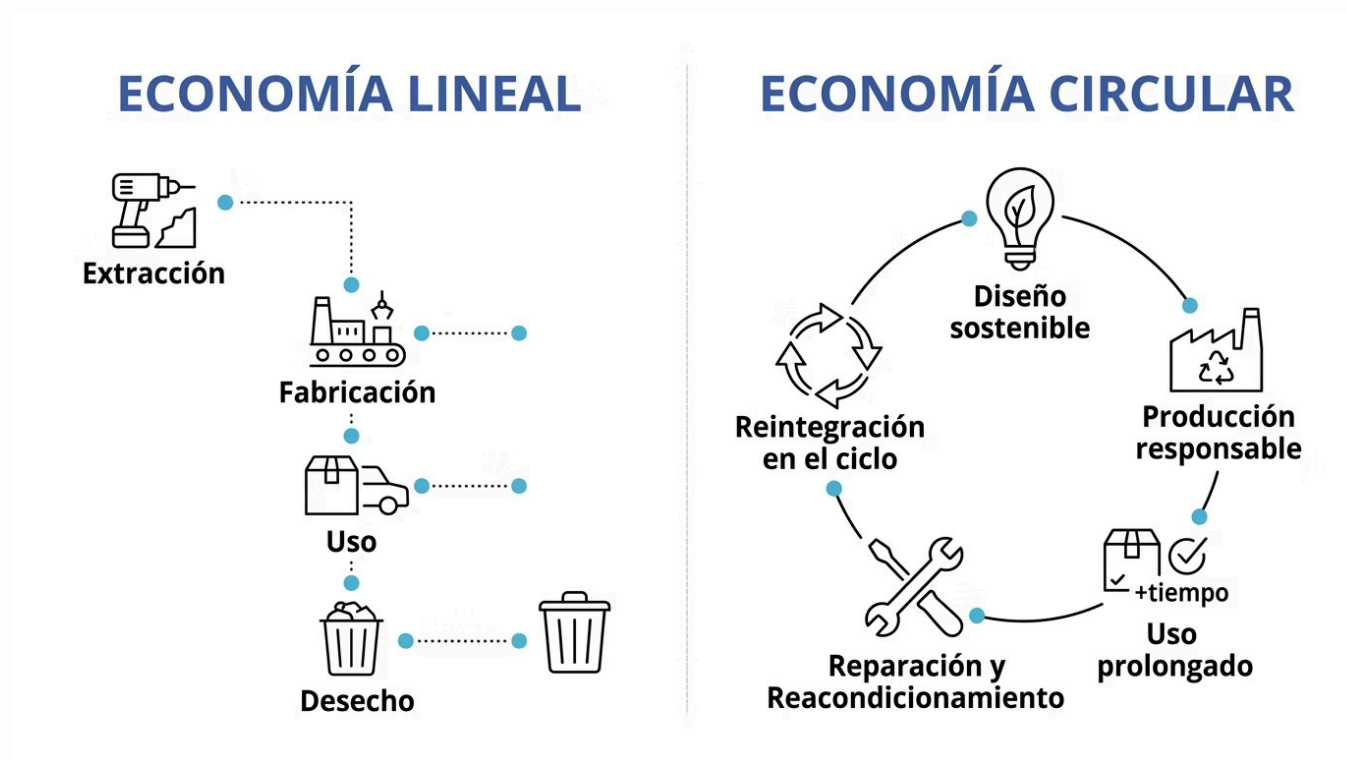 ECONOMÍA LINEAL
Extracción
Fabricación
Uso
Desecho
ECONOMÍA CIRCULAR
Diseño
sostenible
Producción
responsable
+tiempo
Uso
prolongado
Reparación y
Reacondicionamiento
Reintegración
en el ciclo